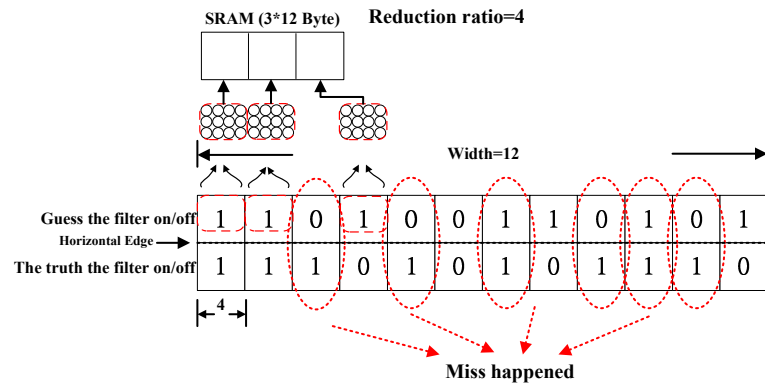 SRAM (3*12 Byte)
Reduction ratio=4
Width=12
Guess the filter on/off 1 1 0 1 0 0 1 1 0 1 0 1
Horizontal Edge
The truth the filter on/off 1 1 1 0 1 0 1 0 1 1 1 0
4
Miss happened